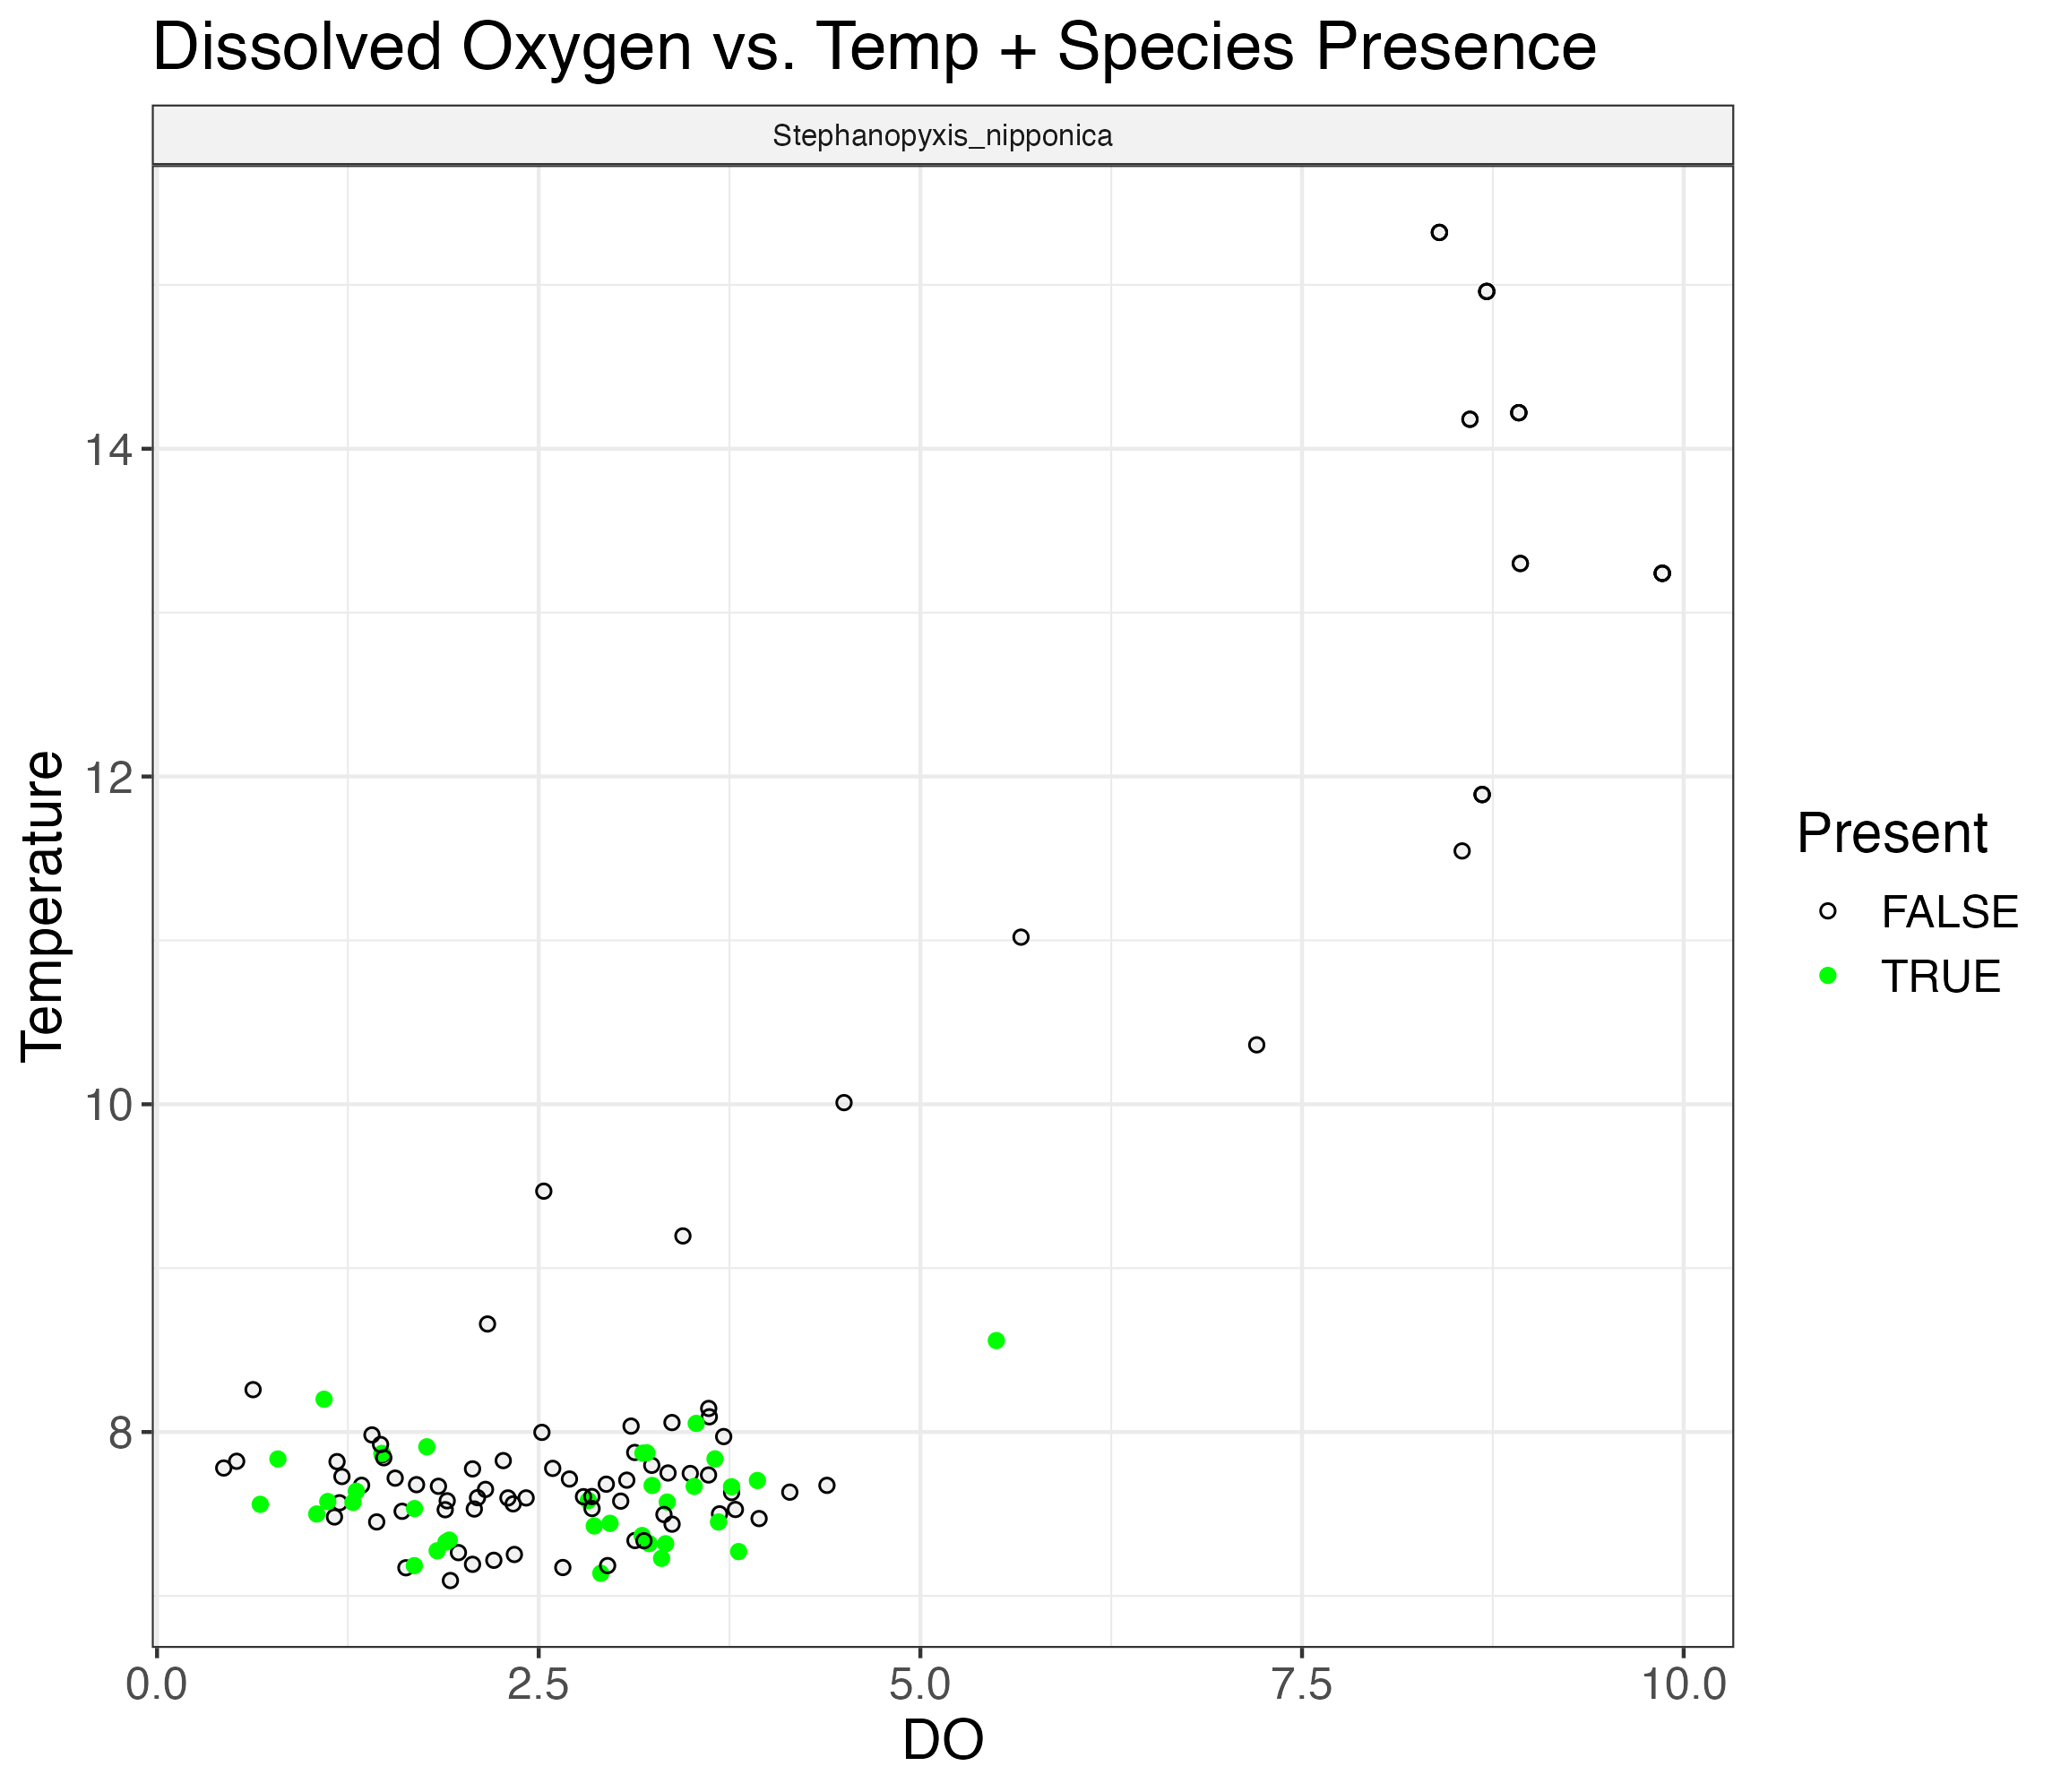 Dissolved Oxygen vs. Temp + Species Presence
Stephanopyxis_nipponica
Temperature
14
12
10
8
0.0 2.5 5.0 7.5 10.0
DO
Present
FALSE
TRUE